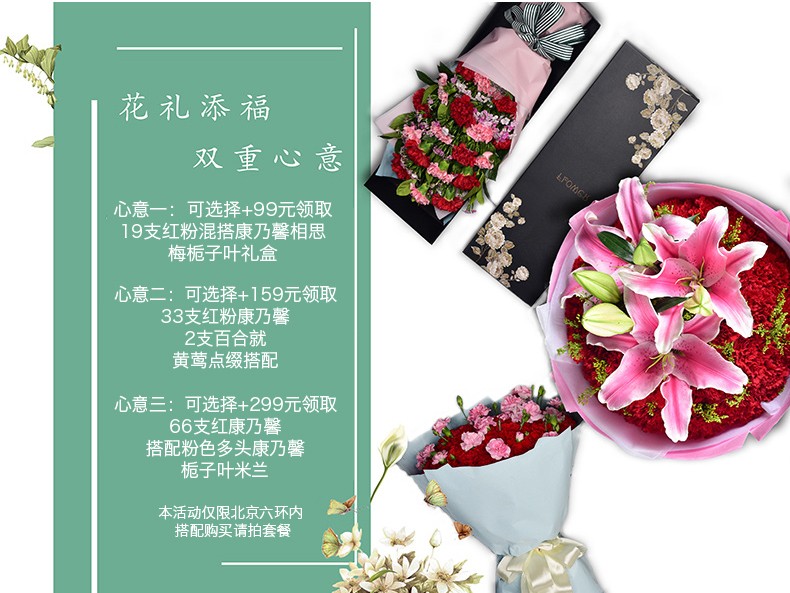 花礼添福
双重心意
心意一：可选择+99元领取
19支红粉混搭康乃馨相思
梅栀子叶礼盒
心意二：可选择+159元领取
33支红粉康乃馨
2支百合就
黄莺点缀搭配
心意三：可选择+299元领取
66支红康乃馨
搭配粉色多头康乃馨
栀子叶米兰
本活动仅限北京六环内
搭配购买请拍套餐